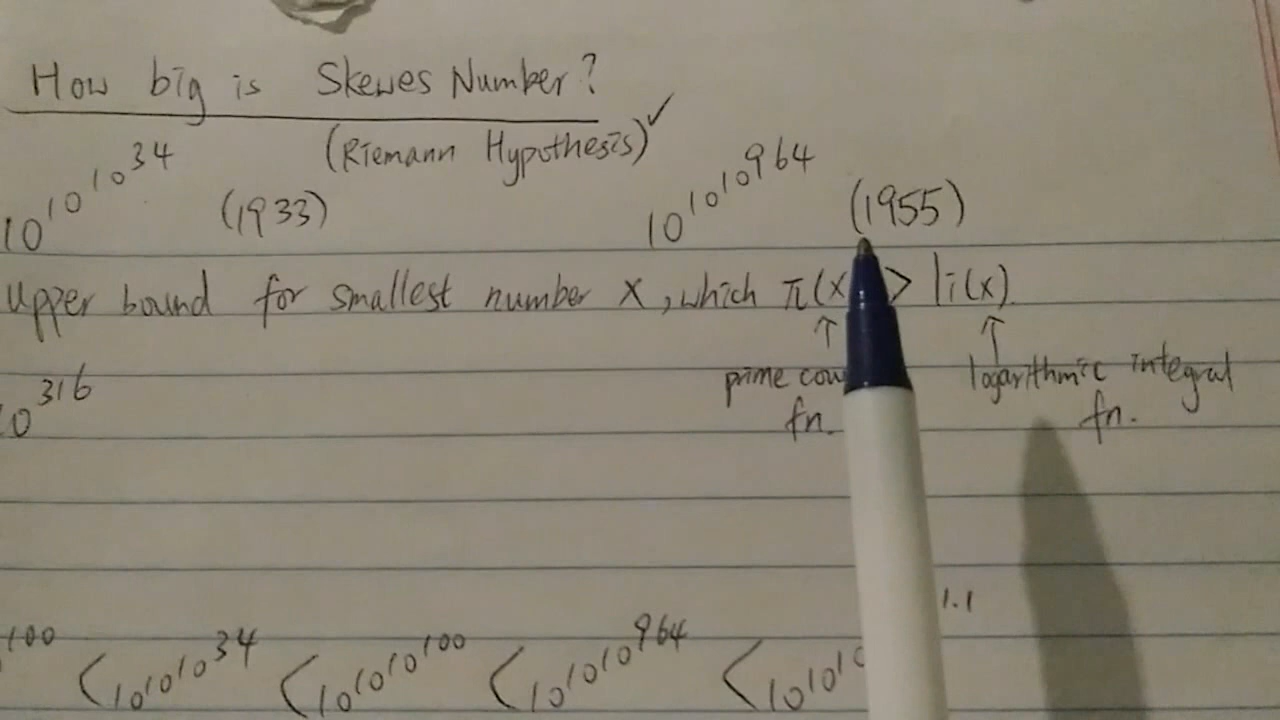 How big is Skewes Number?
(Riemann Hypothesis)✓
10^10^10^34 (1933) 10^10^10^964 (1955)
Upper bound for smallest number x, which π(x > li(x)
↑ ↑
prime cou logarithmic integral
fn. fn.
10^316
100 < 10^10^10^34 < 10^10^10^100 < 10^10^10^964 < 10^10^10 1.1